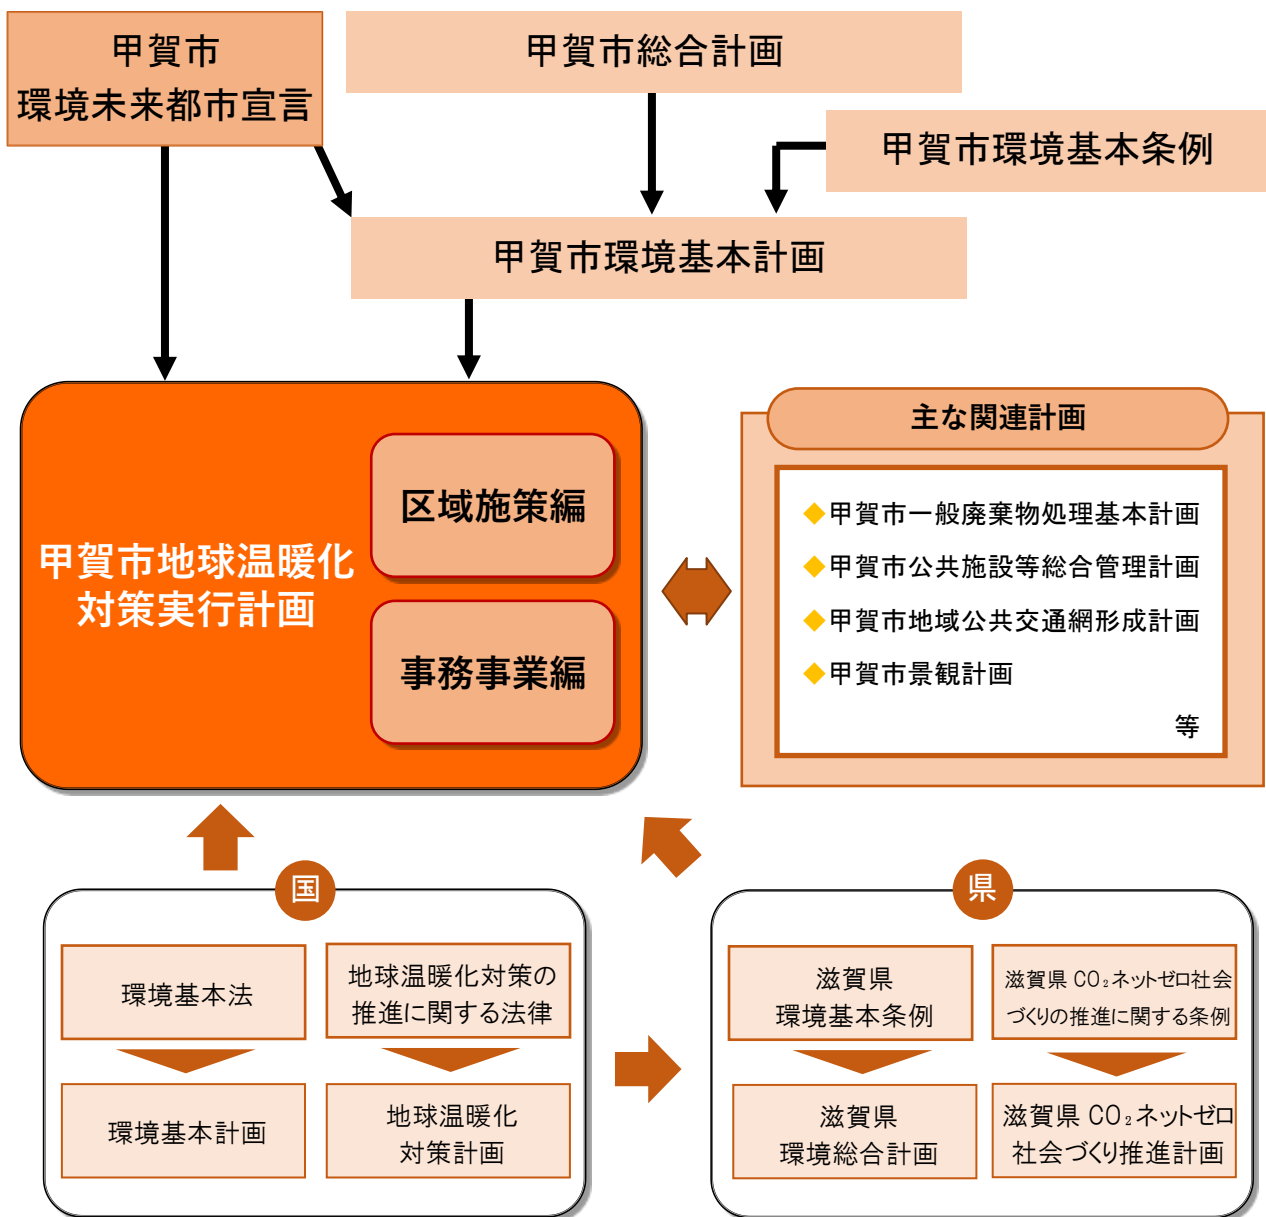 甲賀市
環境未来都市宣言
甲賀市総合計画
甲賀市環境基本条例
甲賀市環境基本計画
甲賀市地球温暖化
対策実行計画
区域施策編
事務事業編
主な関連計画
◆甲賀市一般廃棄物処理基本計画
◆甲賀市公共施設等総合管理計画
◆甲賀市地域公共交通網形成計画
◆甲賀市景観計画
等
国
環境基本法
地球温暖化対策の
推進に関する法律
環境基本計画
地球温暖化
対策計画
県
滋賀県
環境基本条例
滋賀県 CO₂ネットゼロ社会
づくりの推進に関する条例
滋賀県
環境総合計画
滋賀県 CO₂ネットゼロ
社会づくり推進計画